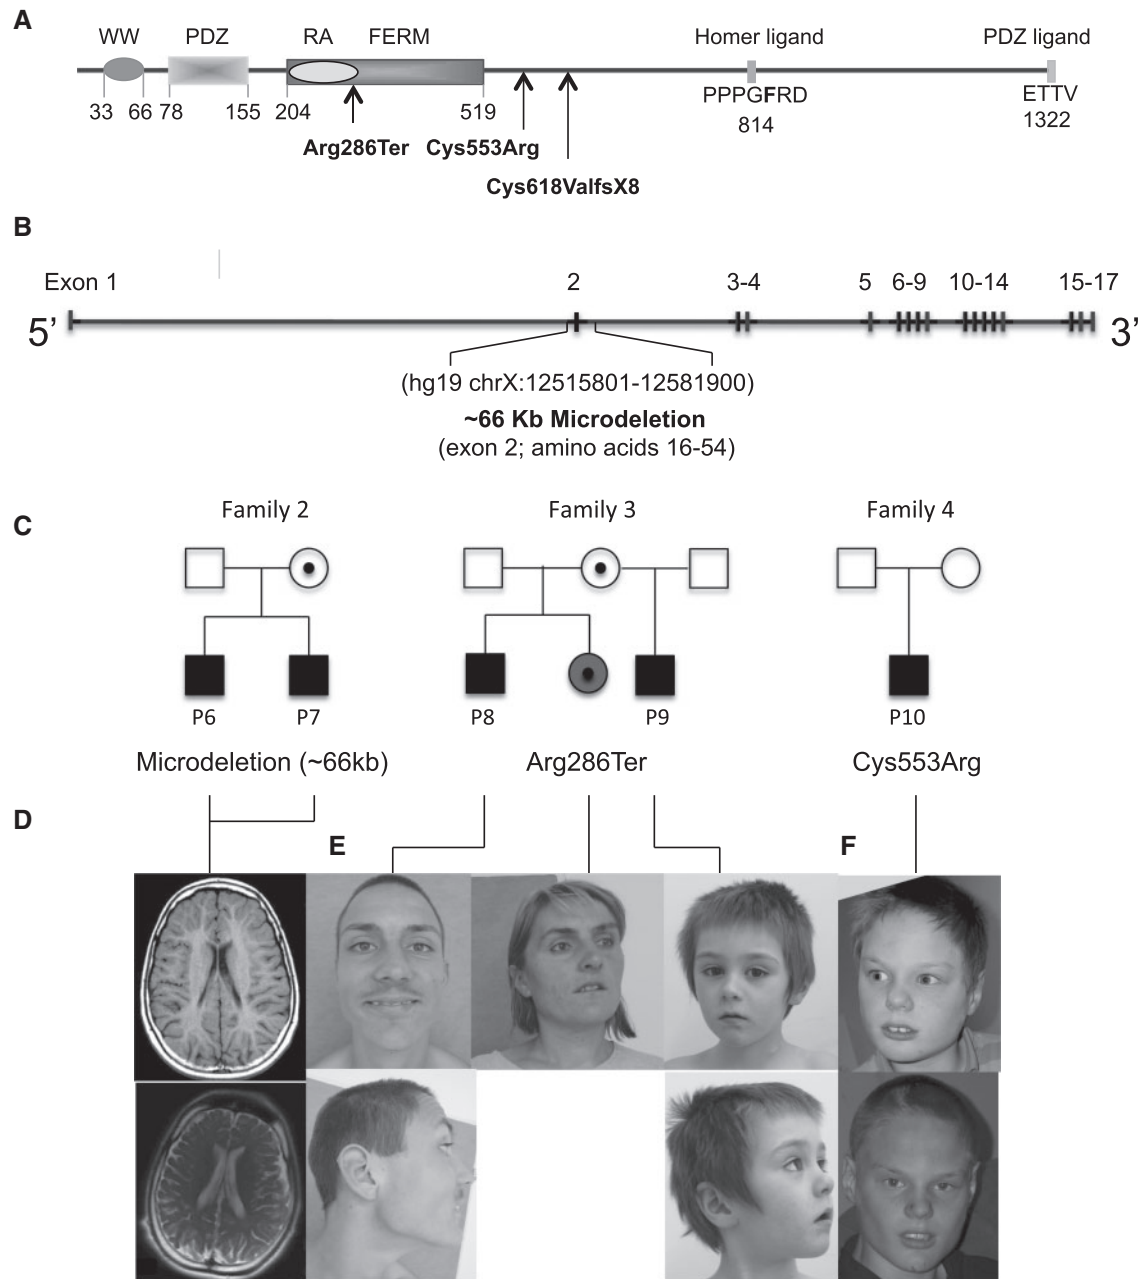 A
WW PDZ RA FERM Homer ligand PDZ ligand
33 66 78 155 204 519 PPPGFRD 814 ETTV 1322
Arg286Ter Cys553Arg
Cys618ValfsX8
B
Exon 1 2 3-4 5 6-9 10-14 15-17
5’ 3’
(hg19 chrX:12515801-12581900)
~66 Kb Microdeletion
(exon 2; amino acids 16-54)
C
Family 2 Family 3 Family 4
P6 P7 P8 P9 P10
Microdeletion (~66kb) Arg286Ter Cys553Arg
D E F